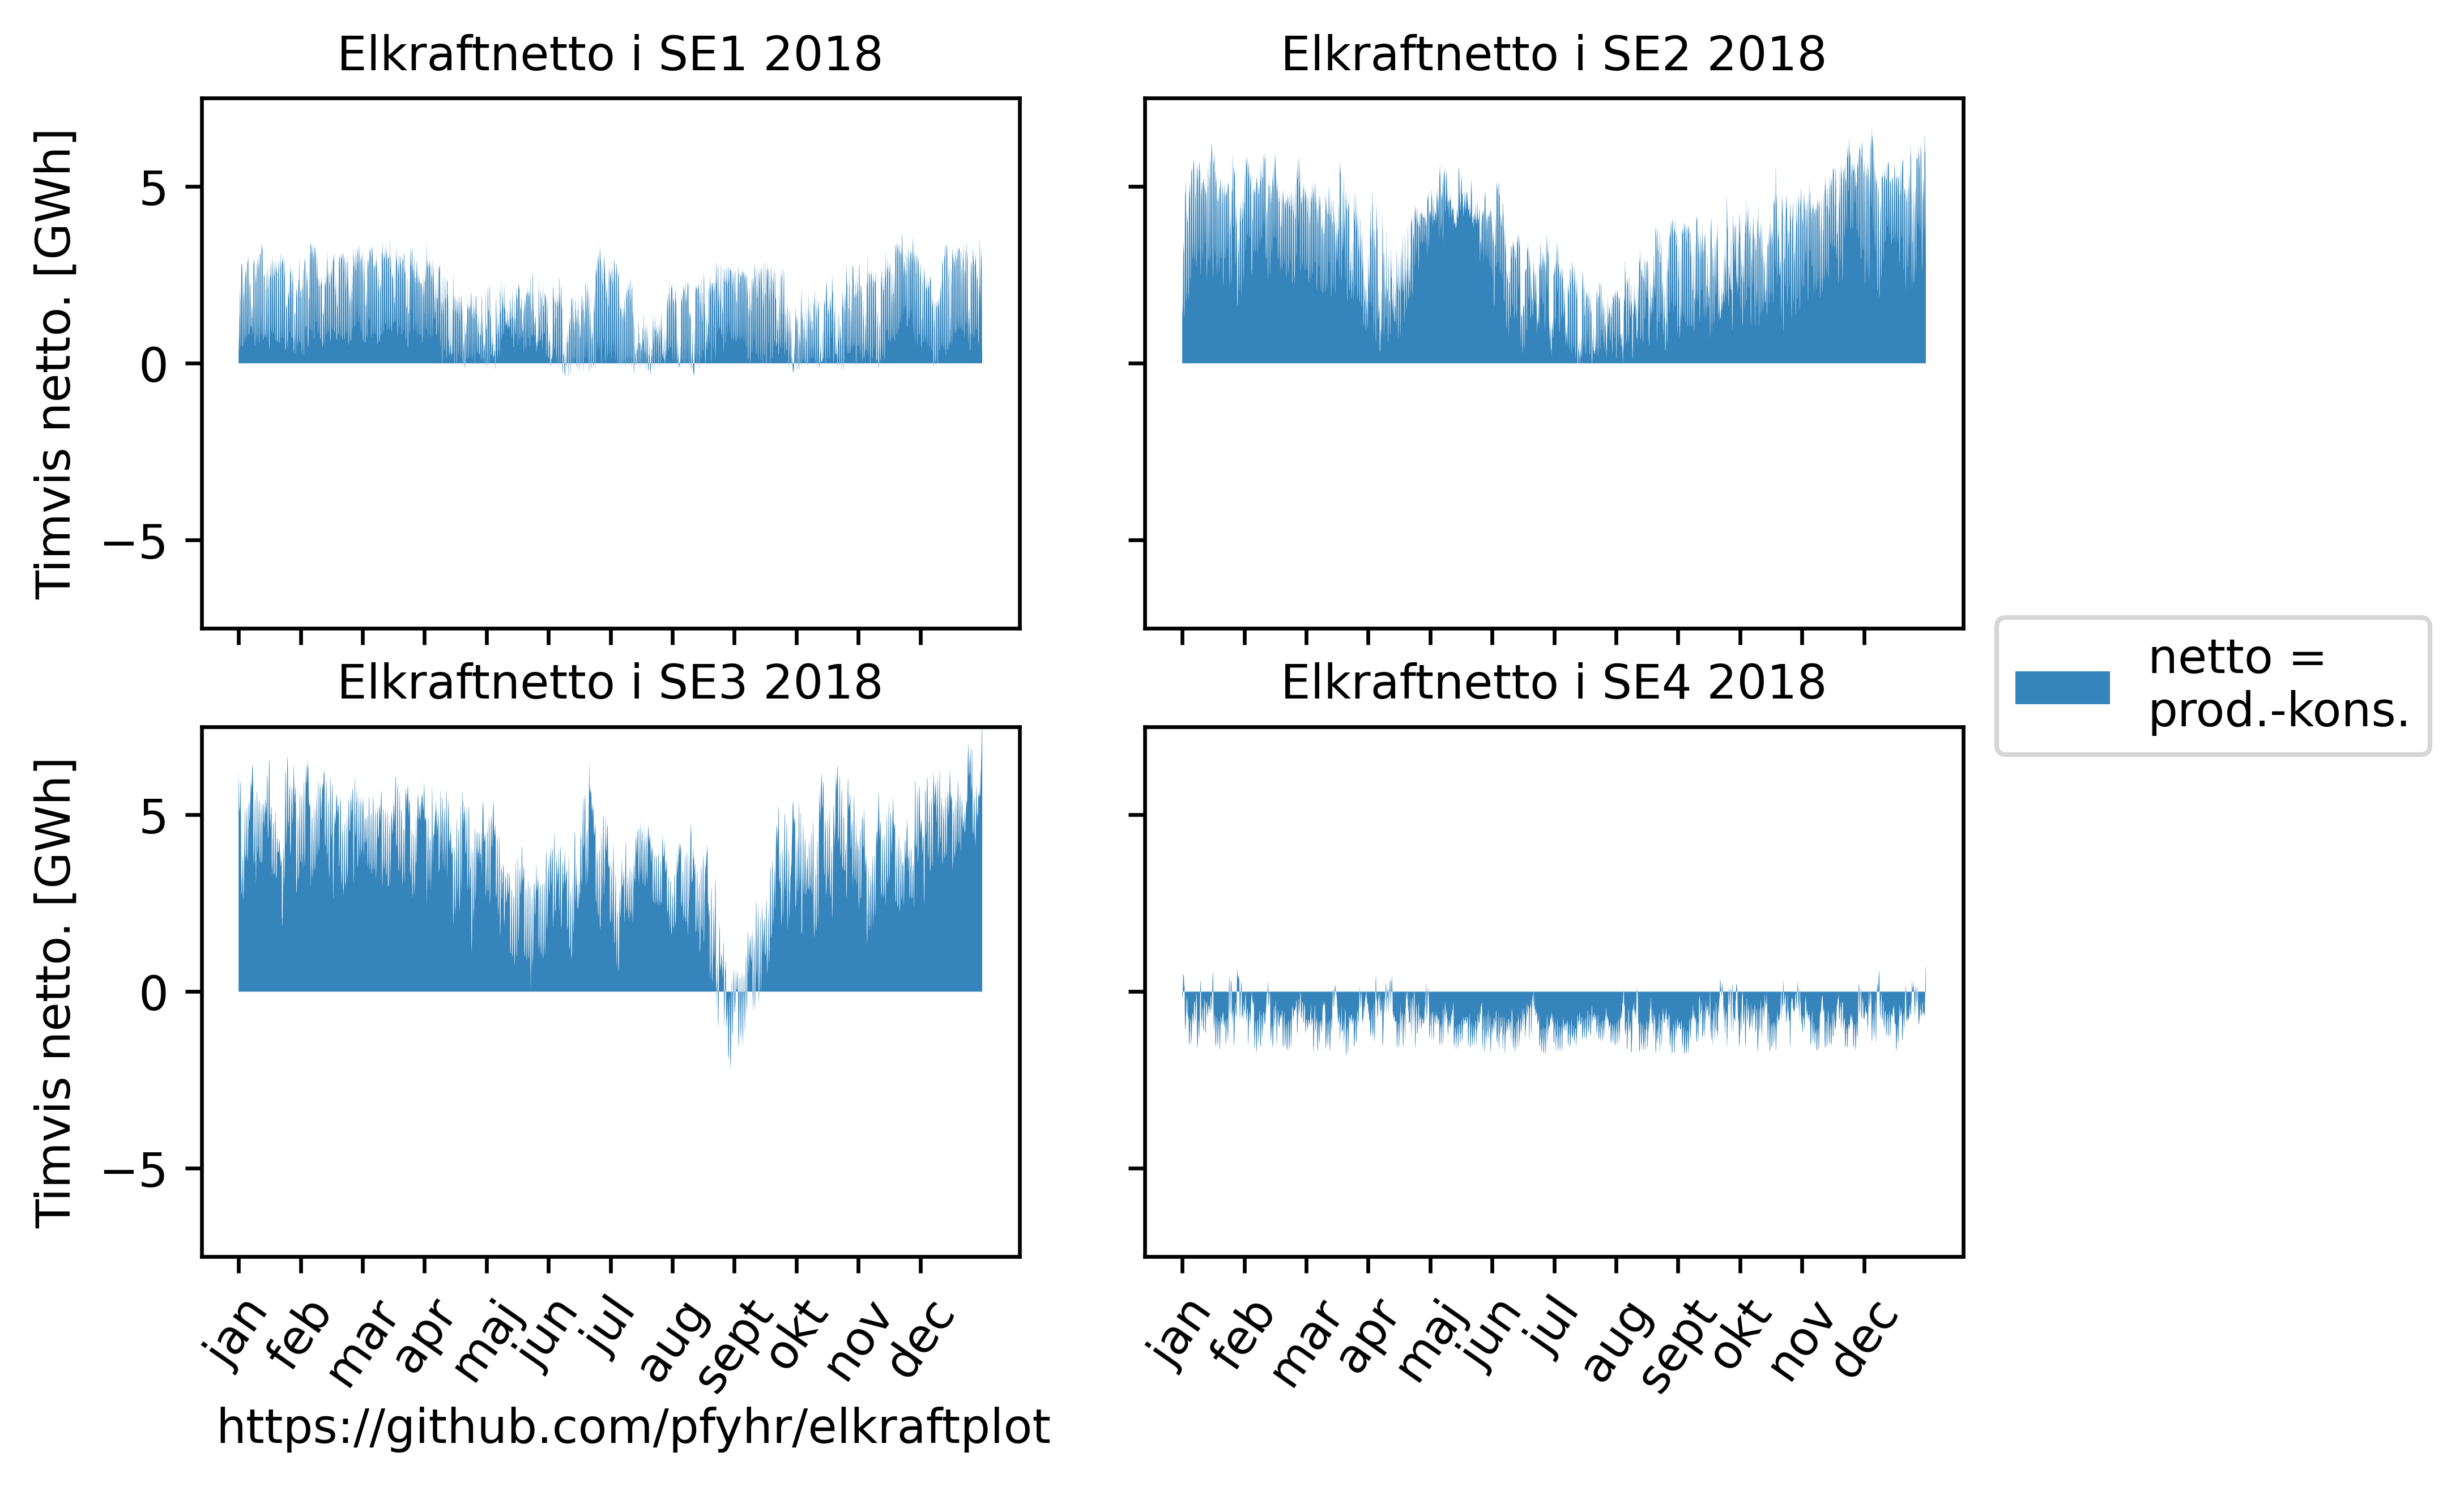 Elkraftnetto i SE1 2018
Timvis netto. [GWh]
5
0
−5
Elkraftnetto i SE2 2018
Elkraftnetto i SE3 2018
Timvis netto. [GWh]
5
0
−5
jan
feb
mar
apr
maj
jun
jul
aug
sept
okt
nov
dec
Elkraftnetto i SE4 2018
jan
feb
mar
apr
maj
jun
jul
aug
sept
okt
nov
dec
netto =
prod.-kons.
https://github.com/pfyhr/elkraftplot